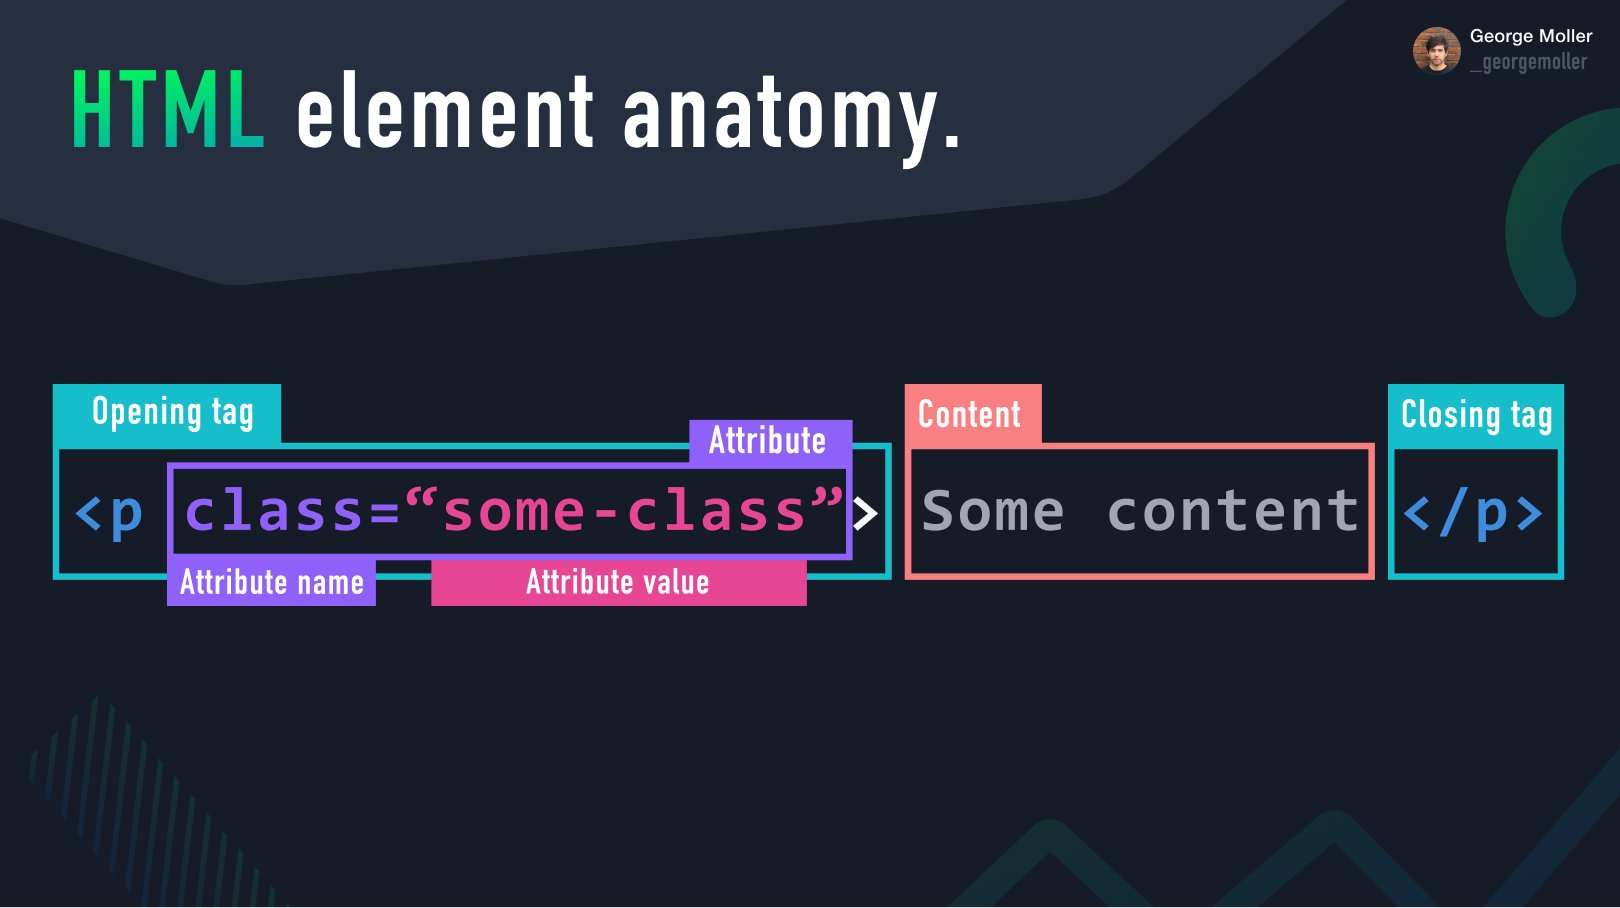 George Moller
_georgemoller
HTML element anatomy.
Opening tag
Attribute
Content
Closing tag
<p class=“some-class”> Some content </p>
Attribute name
Attribute value